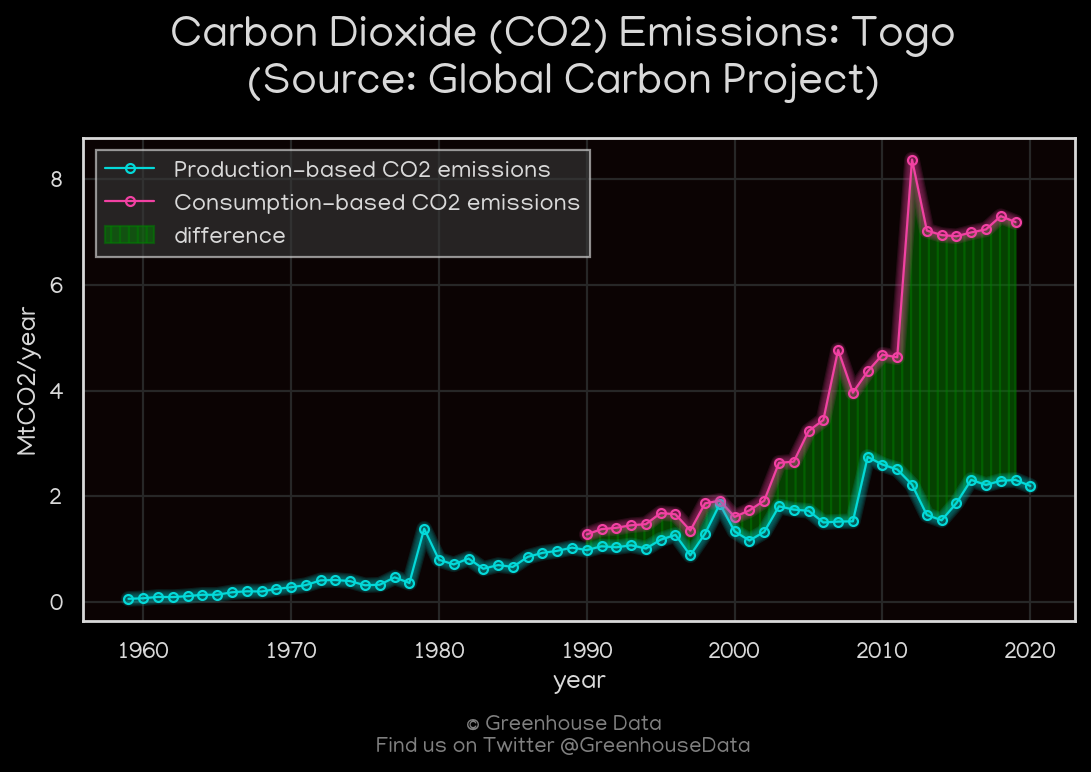 Carbon Dioxide (CO2) Emissions: Togo
(Source: Global Carbon Project)
Production-based CO2 emissions
Consumption-based CO2 emissions
difference
8
6
4
2
0
MtCO2/year
1960 1970 1980 1990 2000 2010 2020
year
© Greenhouse Data
Find us on Twitter @GreenhouseData